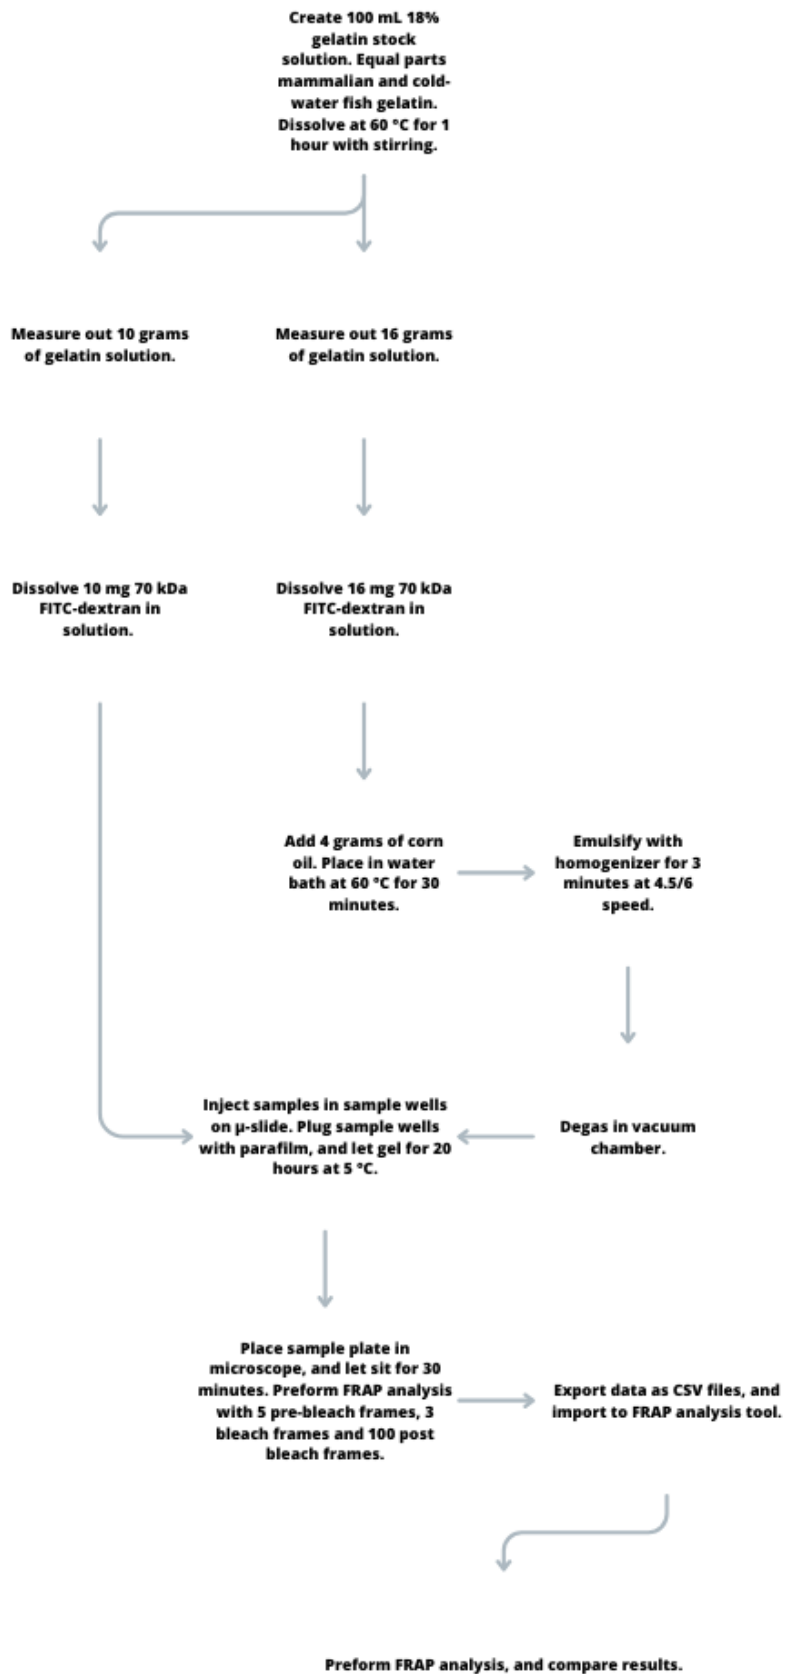 Create 100 mL 18%
gelatin stock
solution. Equal parts
mammalian and cold-
water fish gelatin.
Dissolve at 60 °C for 1
hour with stirring.
Measure out 10 grams
of gelatin solution.
Measure out 16 grams
of gelatin solution.
Dissolve 10 mg 70 kDa
FITC-dextran in
solution.
Dissolve 16 mg 70 kDa
FITC-dextran in
solution.
Add 4 grams of corn
oil. Place in water
bath at 60 °C for 30
minutes.
Emulsify with
homogenizer for 3
minutes at 4.5/6
speed.
Inject samples in sample wells
on μ-slide. Plug sample wells
with parafilm, and let gel for 20
hours at 5 °C.
Degas in vacuum
chamber.
Place sample plate in
microscope, and let sit for 30
minutes. Preform FRAP analysis
with 5 pre-bleach frames, 3
bleach frames and 100 post
bleach frames.
Export data as CSV files, and
import to FRAP analysis tool.
Preform FRAP analysis, and compare results.